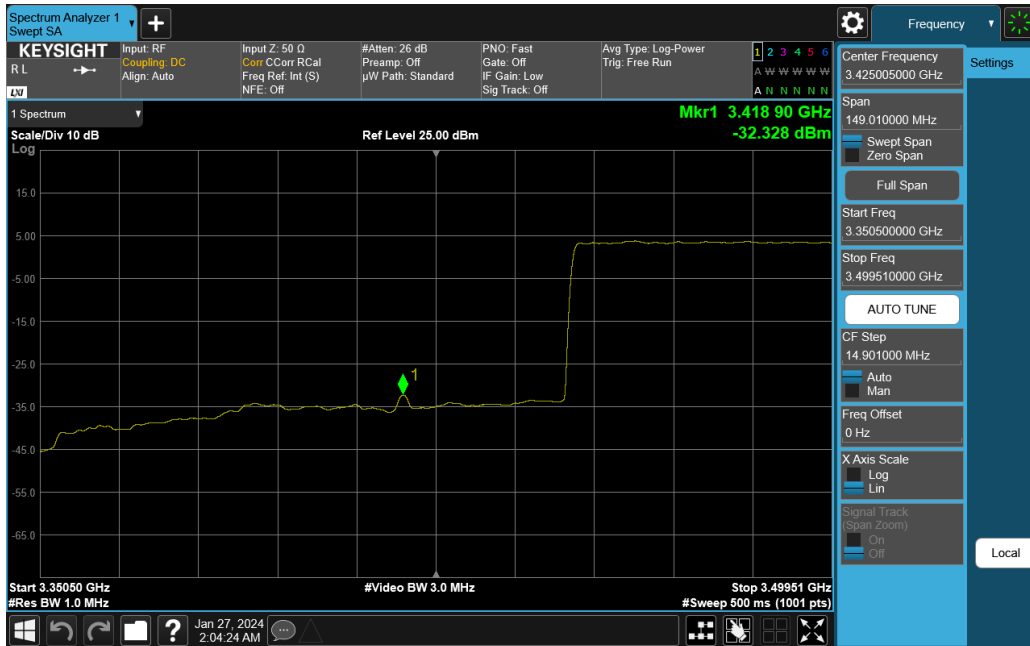 Spectrum Analyzer 1
Swept SA
+
Frequency
KEYSIGHT
R L
LXI
Input: RF
Coupling: DC
Align: Auto
Input Z: 50 Ω
Corr CCorr RCal
Freq Ref: Int (S)
NFE: Off
#Atten: 26 dB
Preamp: Off
µW Path: Standard
PNO: Fast
Gate: Off
IF Gain: Low
Sig Track: Off
Avg Type: Log-Power
Trig: Free Run
1 2 3 4 5 6
A W W W W W
A N N N N N
1 Spectrum
Scale/Div 10 dB
Log
Ref Level 25.00 dBm
Mkr1 3.418 90 GHz
-32.328 dBm
15.0
5.00
-5.00
-15.0
-25.0
-35.0
-45.0
-55.0
-65.0
1
Start 3.35050 GHz
#Res BW 1.0 MHz
#Video BW 3.0 MHz
Stop 3.49951 GHz
#Sweep 500 ms (1001 pts)
Center Frequency
3.425005000 GHz
Span
149.010000 MHz
Swept Span
Zero Span
Full Span
Start Freq
3.350500000 GHz
Stop Freq
3.499510000 GHz
AUTO TUNE
CF Step
14.901000 MHz
Auto
Man
Freq Offset
0 Hz
X Axis Scale
Log
Lin
Signal Track
(Span Zoom)
On
Off
Settings
Local
?
Jan 27, 2024
2:04:24 AM